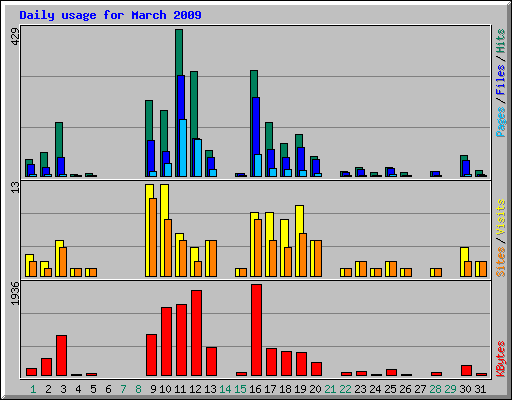 Daily usage for March 2009
429
Pages / Files / Hits
13
Sites / Visits
1936
KBytes
1 2 3 4 5 6 7 8 9 10 11 12 13 14 15 16 17 18 19 20 21 22 23 24 25 26 27 28 29 30 31